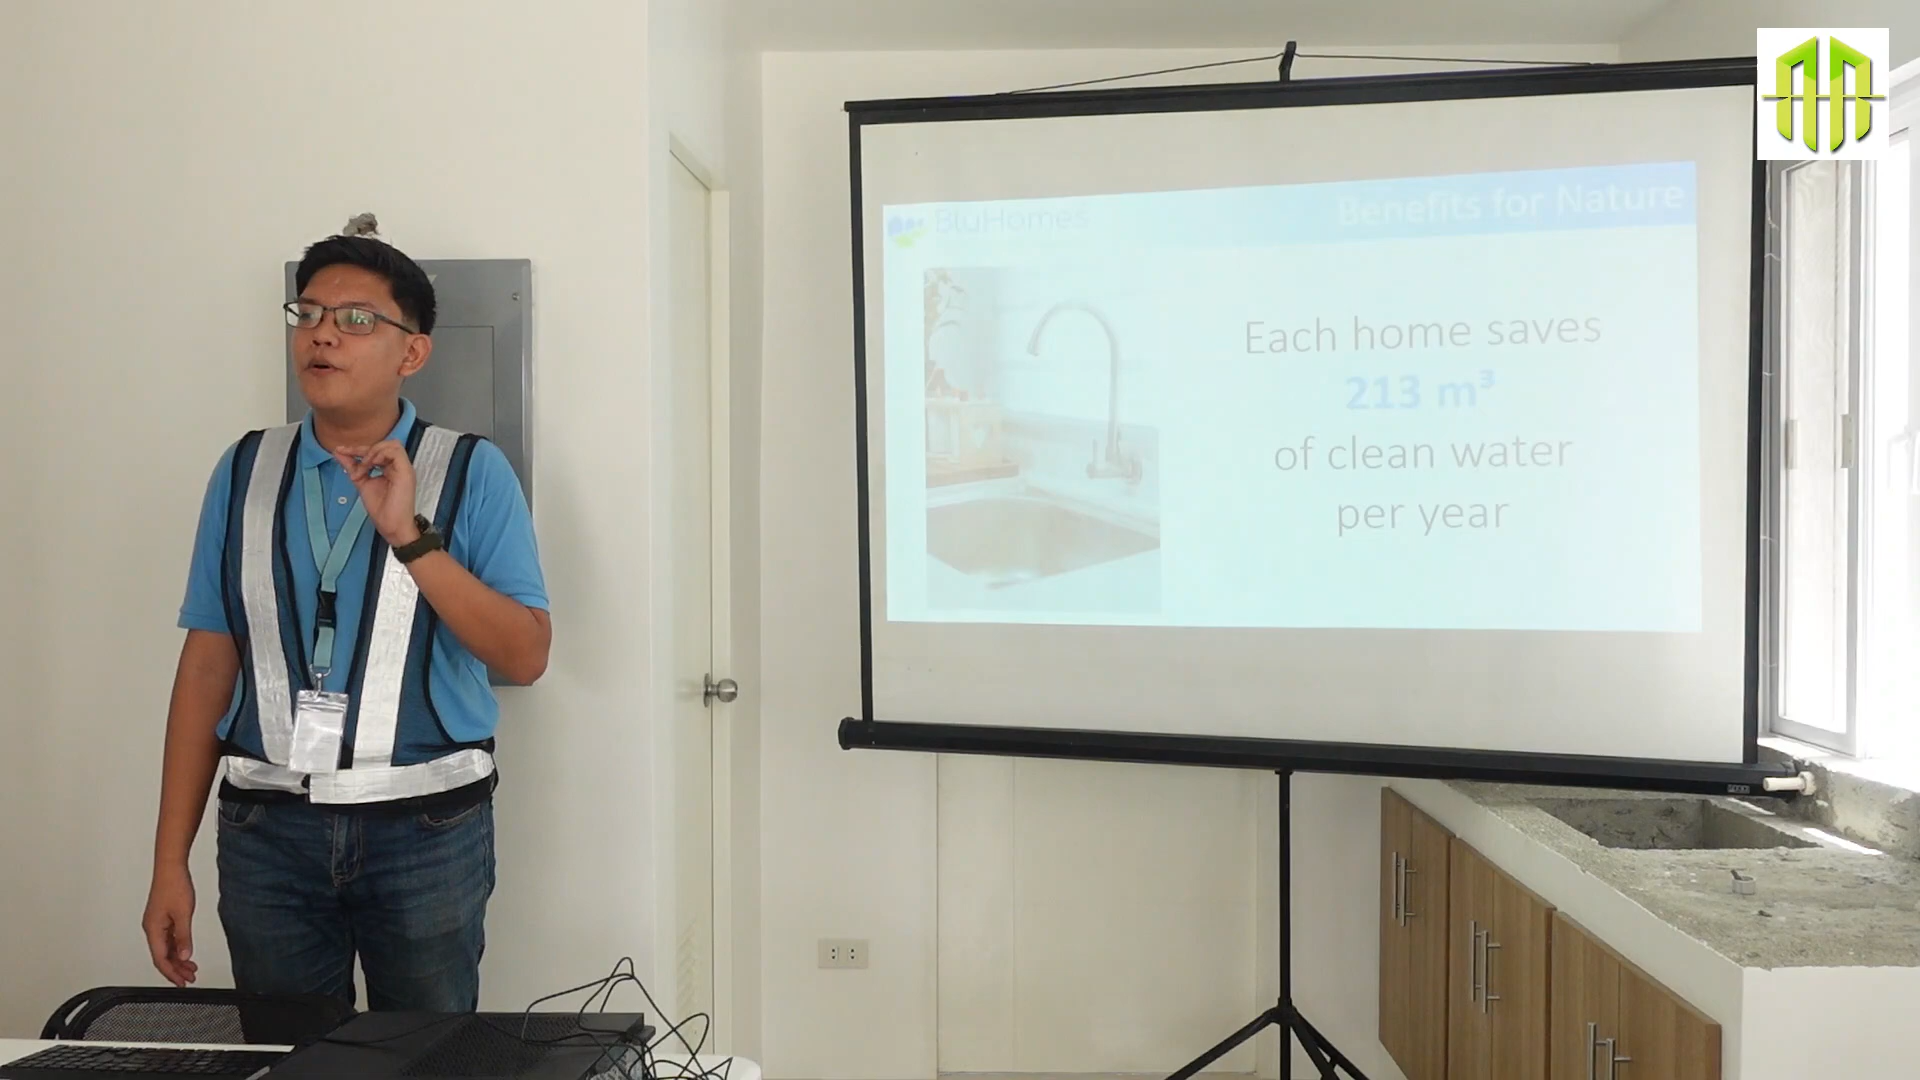 BluHomes
Benefits for Nature
Each home saves
213 m³
of clean water
per year